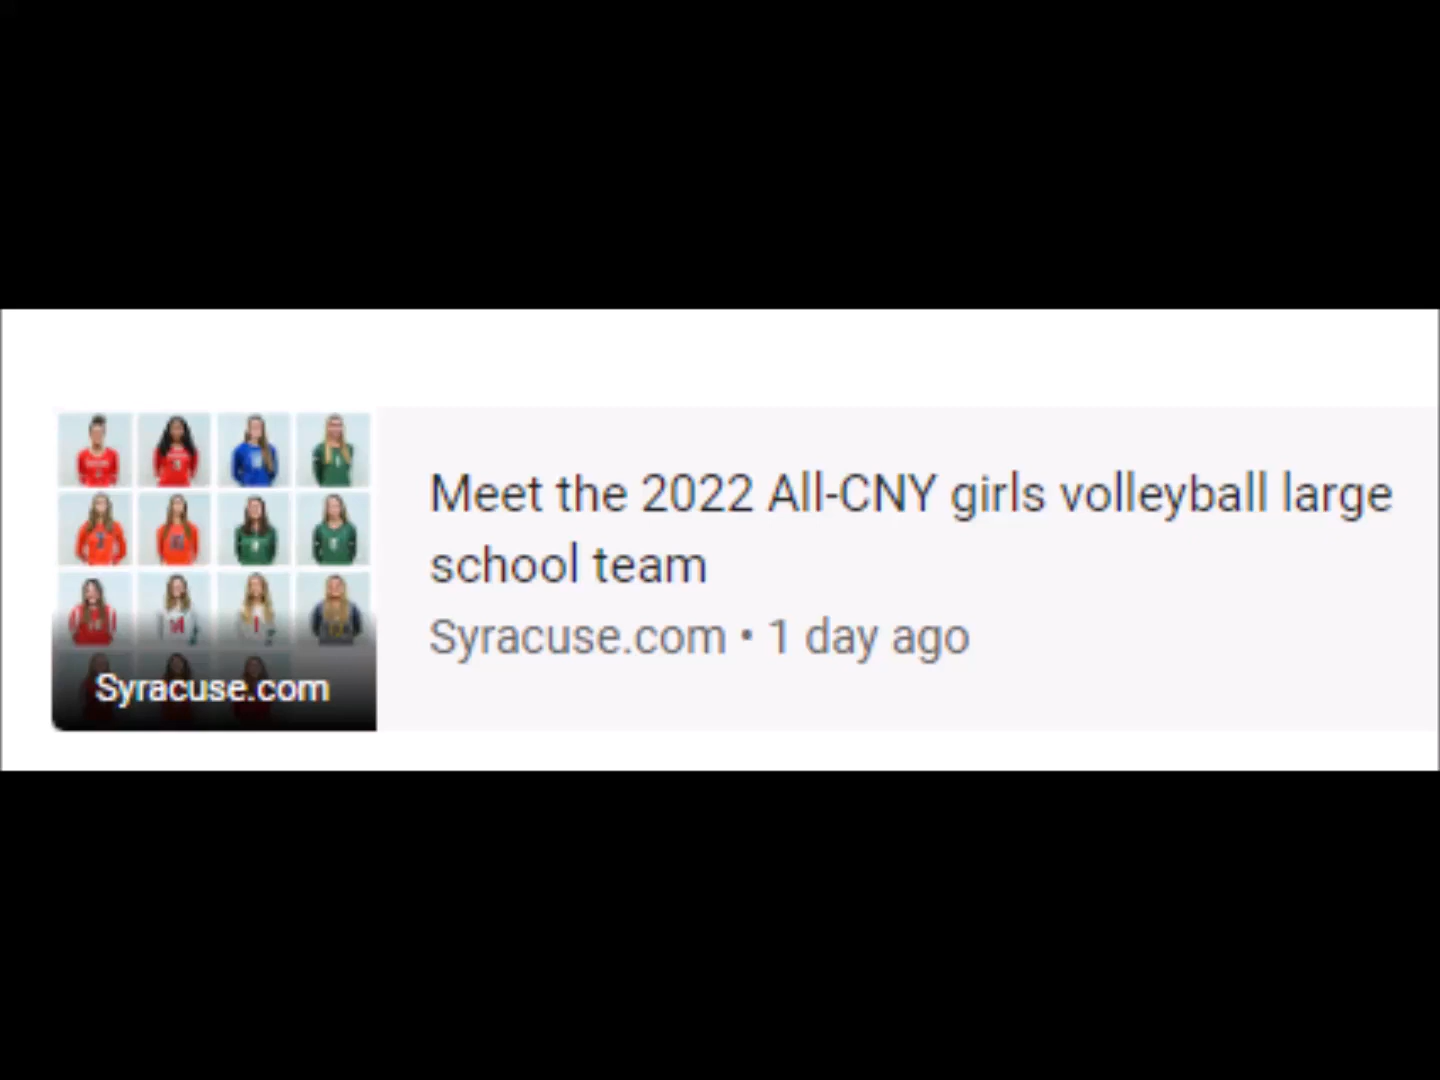 Meet the 2022 All-CNY girls volleyball large
school team
Syracuse.com • 1 day ago
Syracuse.com